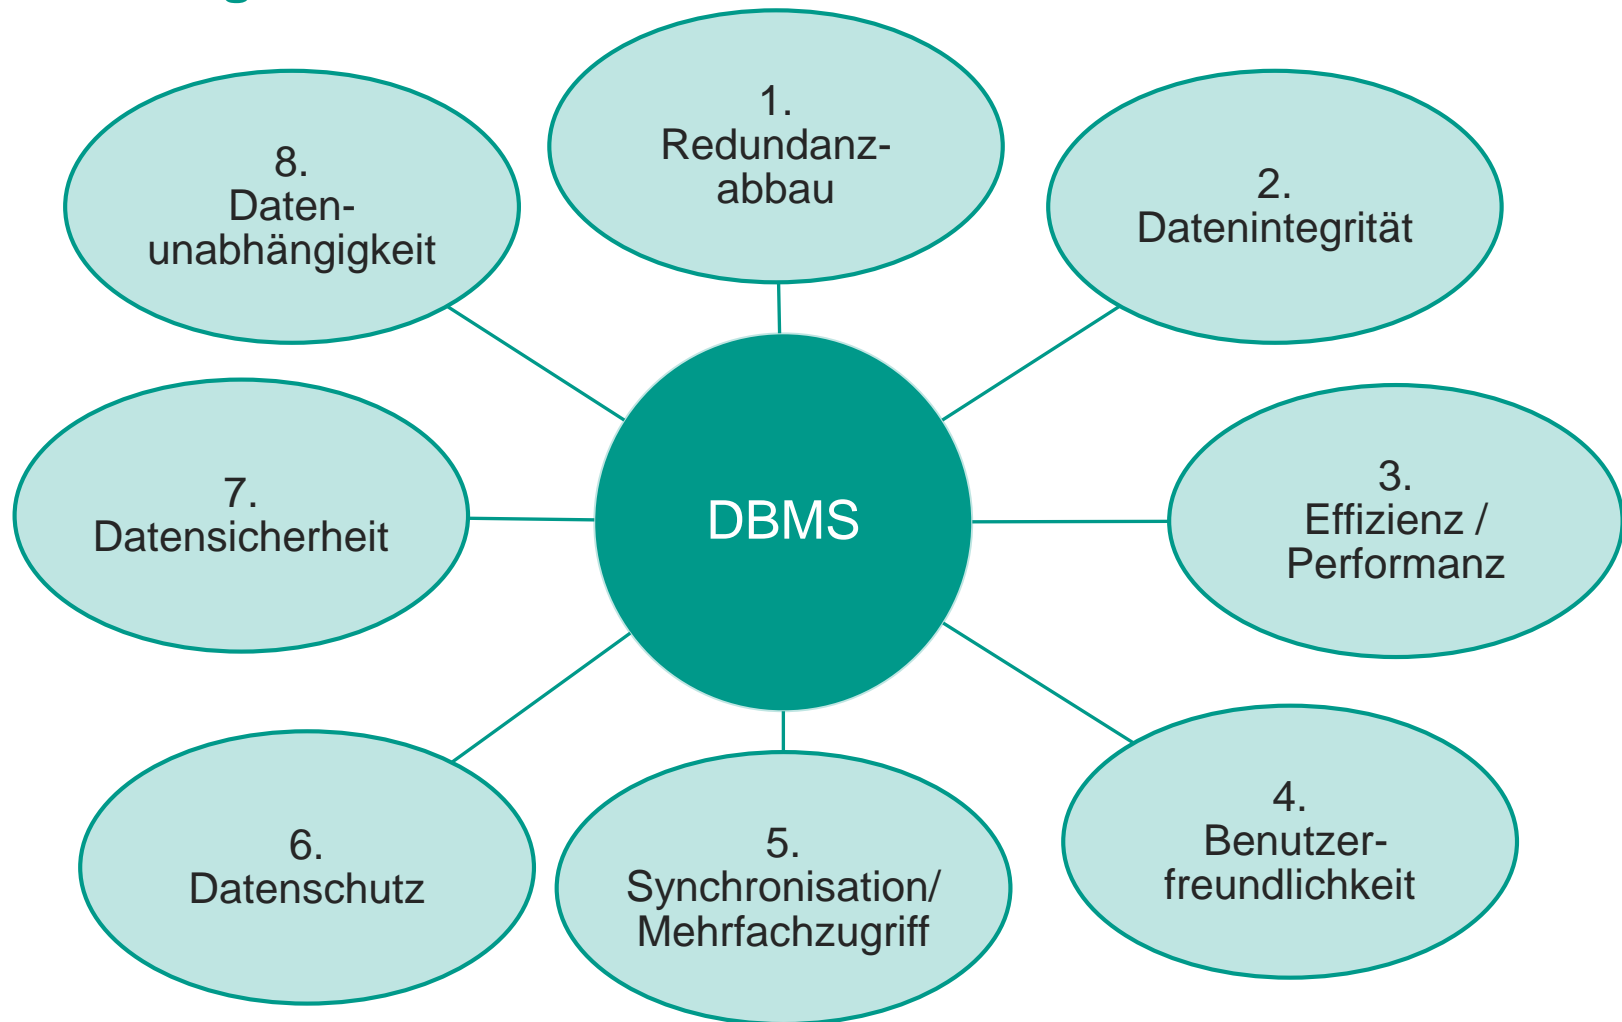 1.
Redundanz-
abbau
2.
Datenintegrität
3.
Effizienz /
Performanz
4.
Benutzer-
freundlichkeit
5.
Synchronisation/
Mehrfachzugriff
6.
Datenschutz
7.
Datensicherheit
8.
Daten-
unabhängigkeit
DBMS